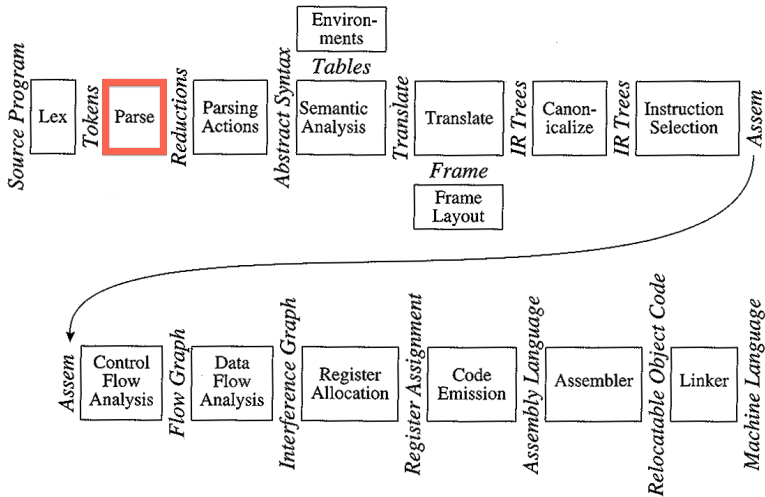 Source Program
Lex
Tokens
Parse
Reductions
Parsing
Actions
Abstract Syntax
Environ-
ments
Tables
Semantic
Analysis
Translate
Translate
Frame
Frame
Layout
IR Trees
Canon-
icalize
IR Trees
Instruction
Selection
Assem
Assem
Control
Flow
Analysis
Flow Graph
Data
Flow
Analysis
Interference Graph
Register
Allocation
Register Assignment
Code
Emission
Assembly Language
Assembler
Relocatable Object Code
Linker
Machine Language